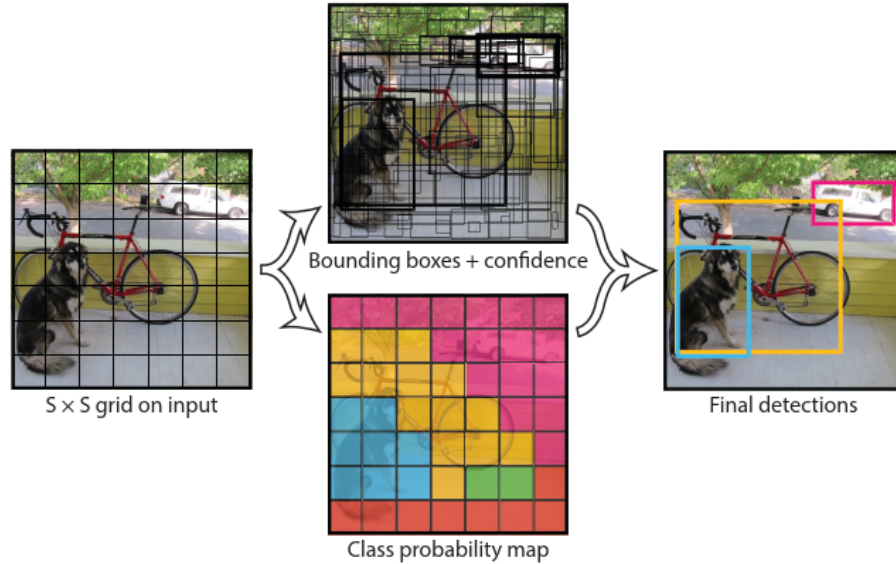 Bounding boxes + confidence
S × S grid on input
Final detections
Class probability map